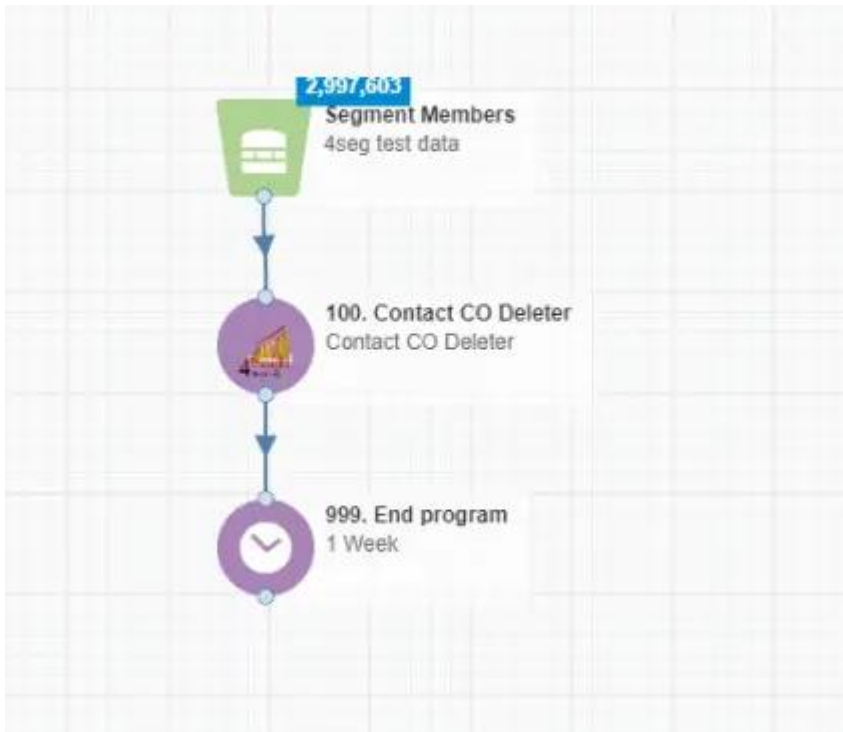 2,997,603
Segment Members
4seg test data
100. Contact CO Deleter
Contact CO Deleter
999. End program
1 Week